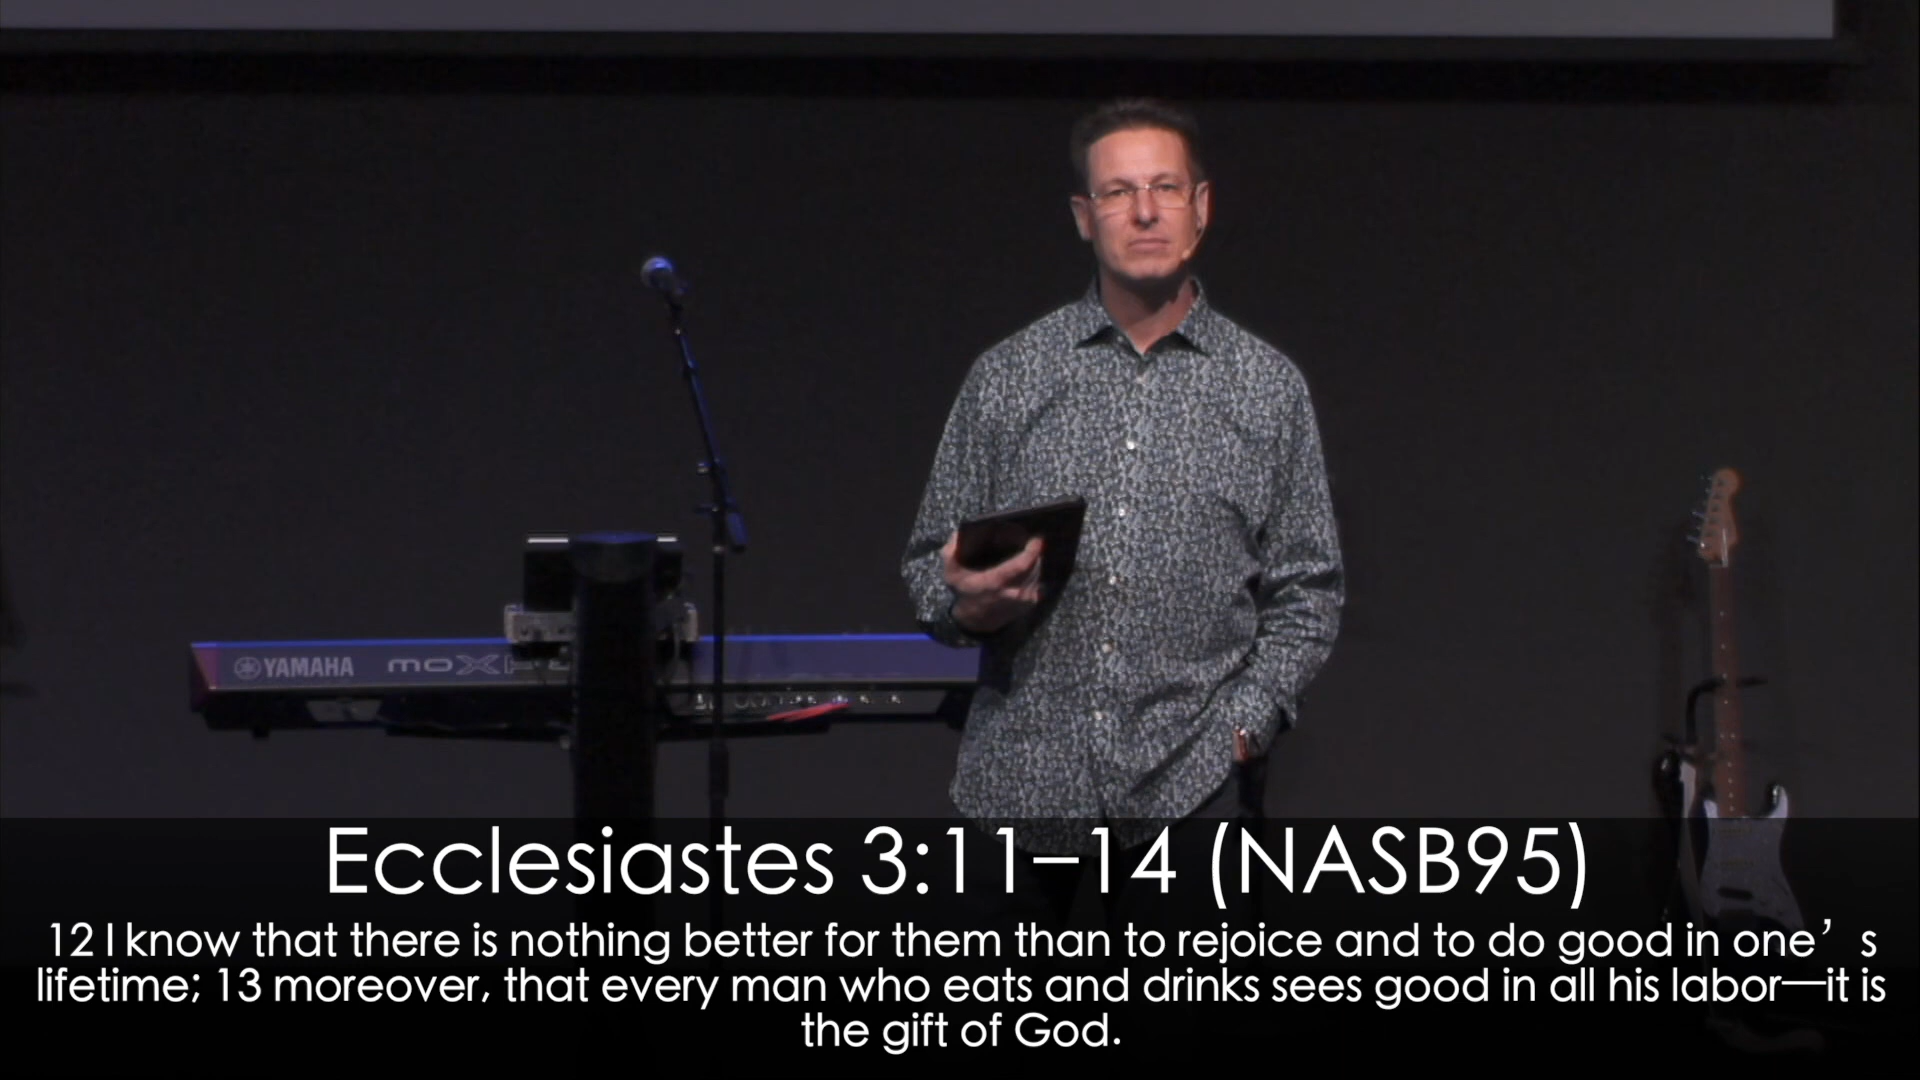 YAMAHA MOXF8
Ecclesiastes 3:11–14 (NASB95)
12 I know that there is nothing better for them than to rejoice and to do good in one’s
lifetime; 13 moreover, that every man who eats and drinks sees good in all his labor—it is
the gift of God.